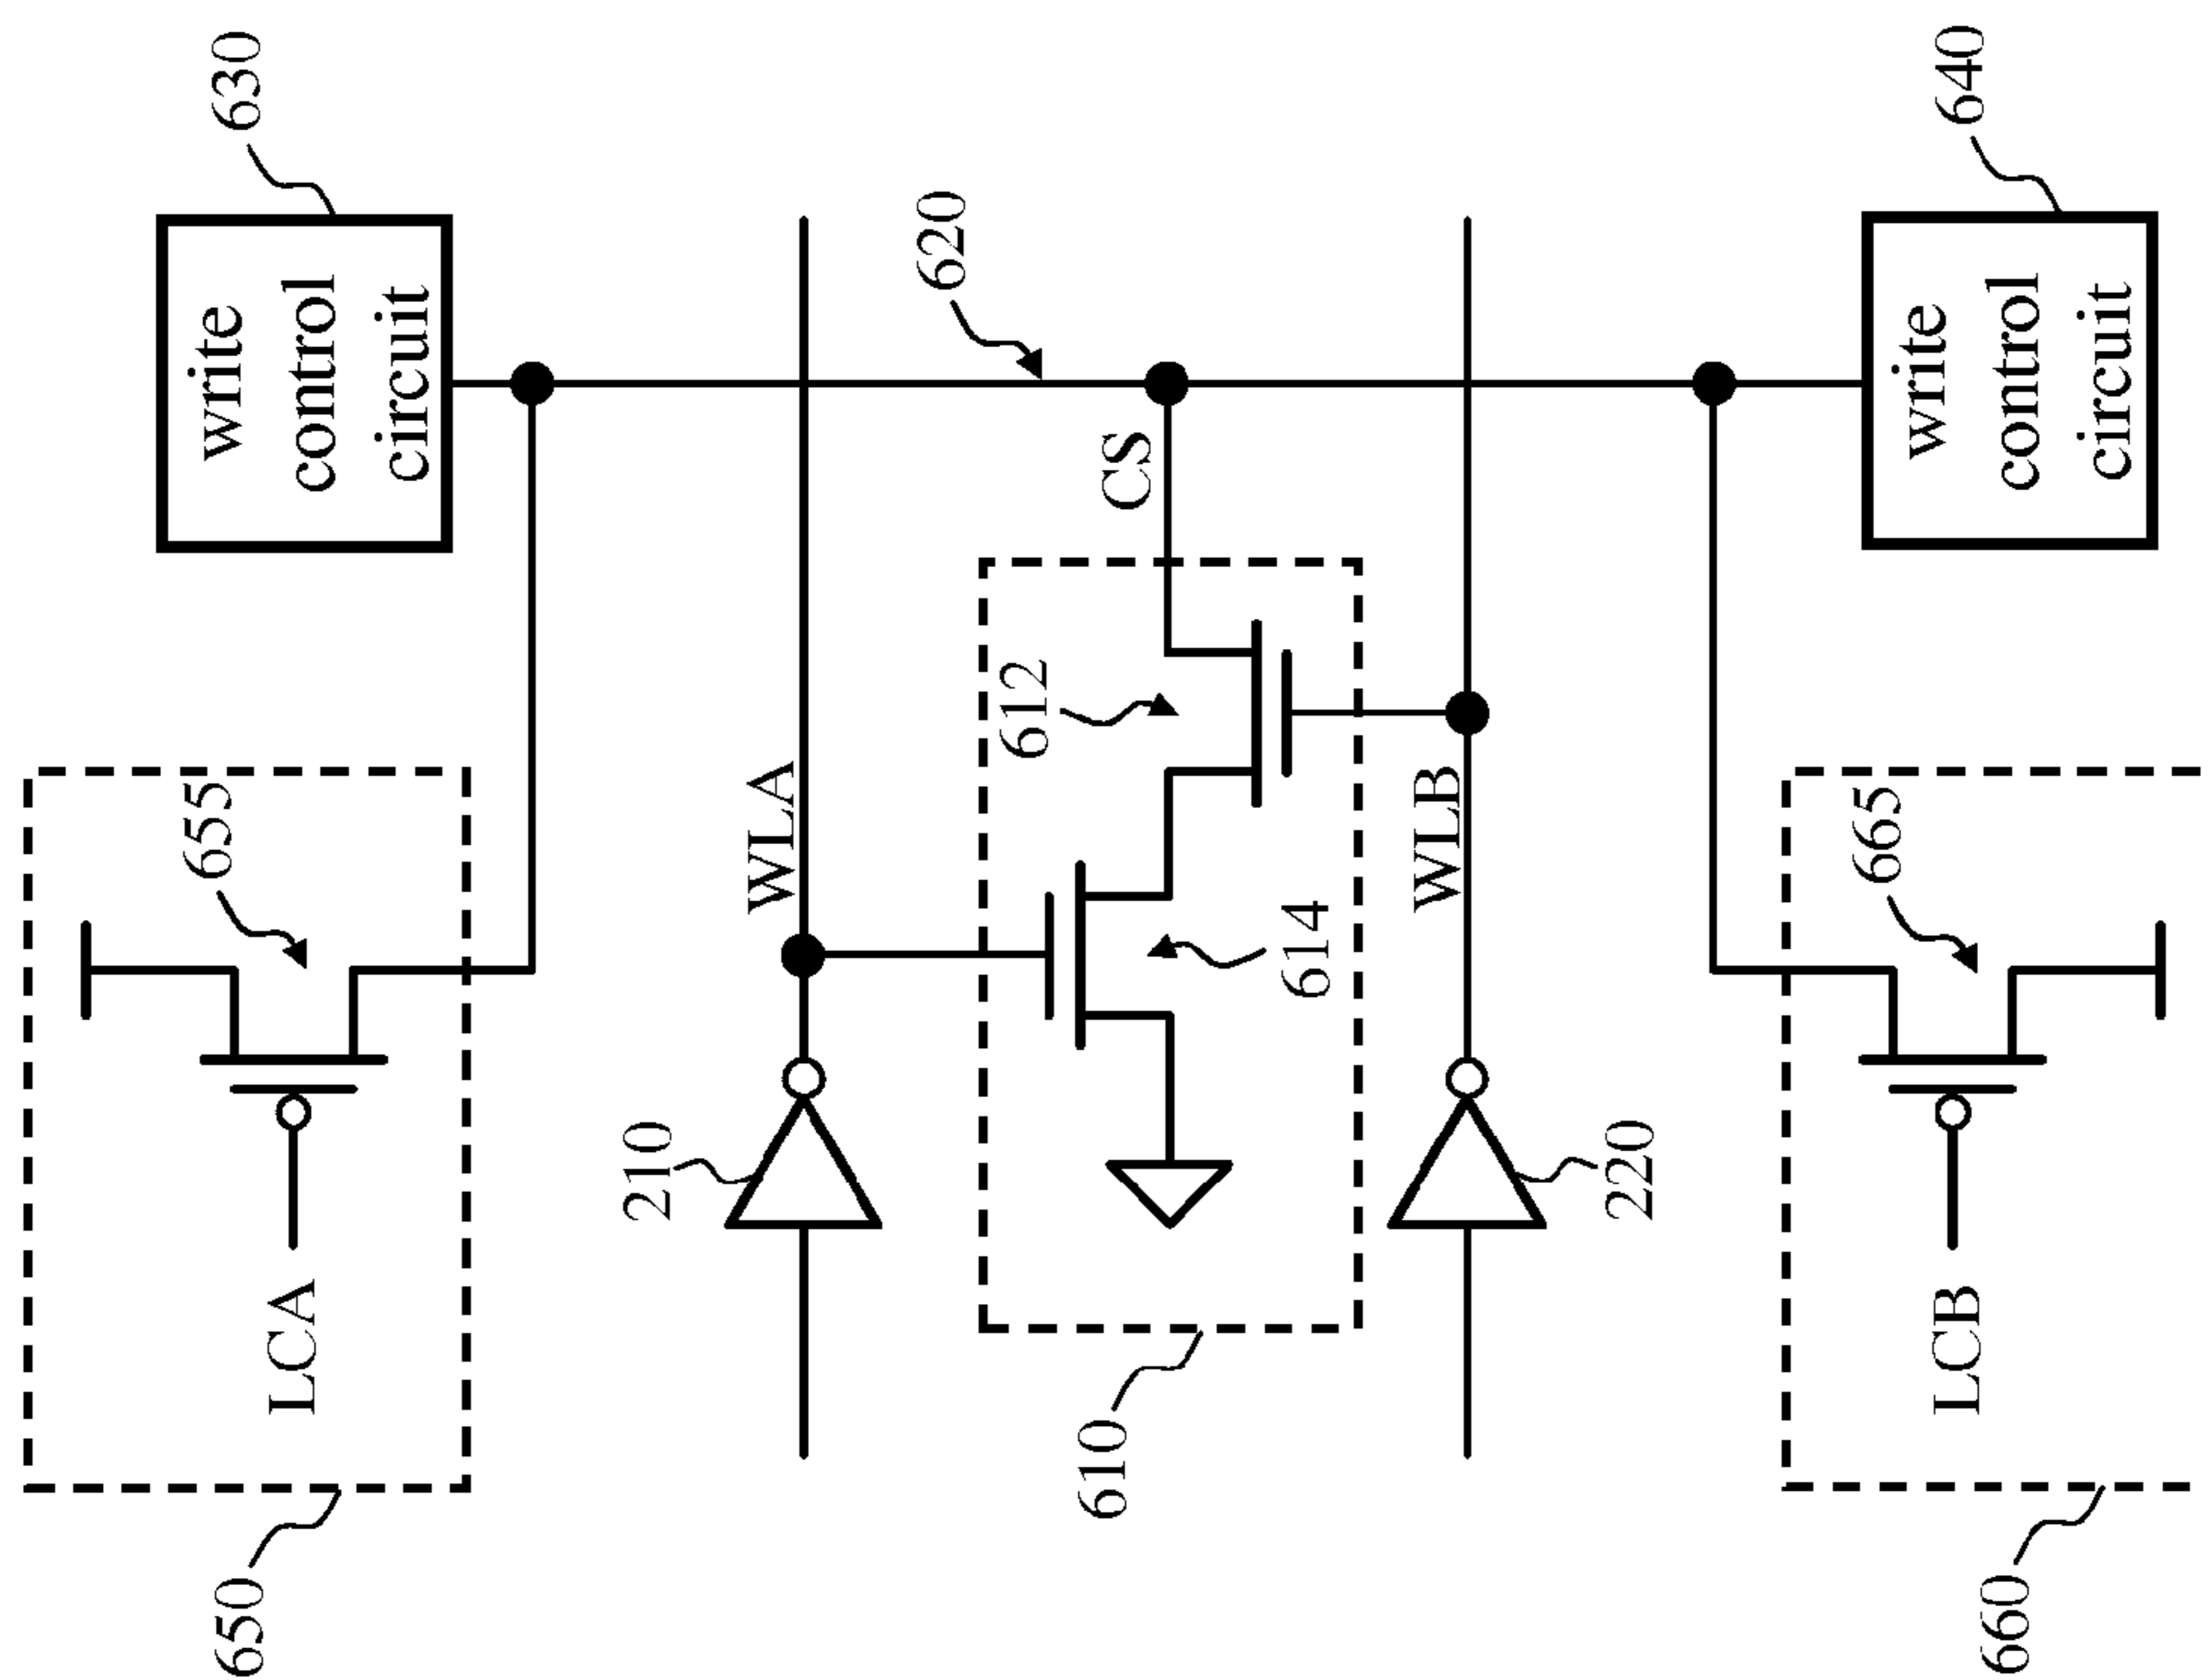 630
write
control
circuit
620
640
write
control
circuit
CS
612
614
WLA
WLB
655
665
210
220
LCA
LCB
610
650
660